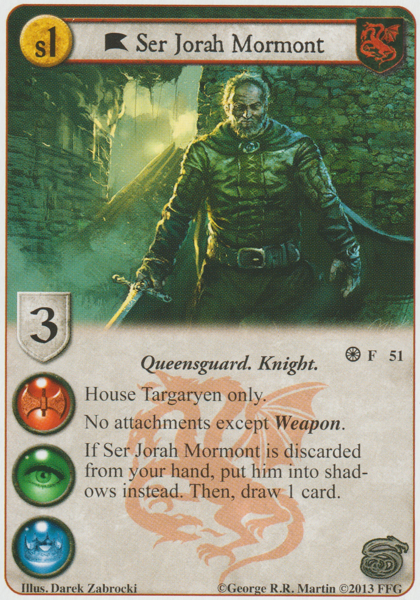 s1
Ser Jorah Mormont
3
Queensguard. Knight.
F 51
House Targaryen only.
No attachments except Weapon.
If Ser Jorah Mormont is discarded
from your hand, put him into shad-
ows instead. Then, draw 1 card.
Illus. Darek Zabrocki
©George R.R. Martin ©2013 FFG